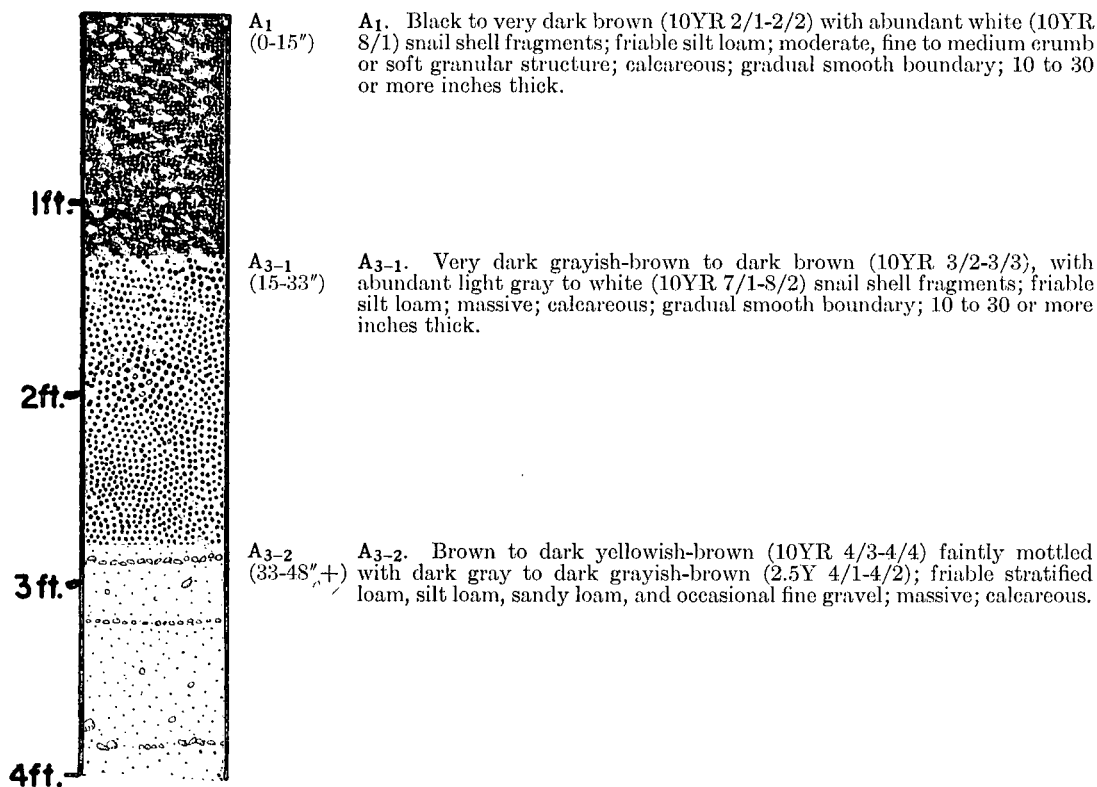 A1
(0-15")
A1. Black to very dark brown (10YR 2/1-2/2) with abundant white (10YR
8/1) snail shell fragments; friable silt loam; moderate, fine to medium crumb
or soft granular structure; calcareous; gradual smooth boundary; 10 to 30
or more inches thick.
1ft.
A3-1
(15-33")
A3-1. Very dark grayish-brown to dark brown (10YR 3/2-3/3), with
abundant light gray to white (10YR 7/1-8/2) snail shell fragments; friable
silt loam; massive; calcareous; gradual smooth boundary; 10 to 30 or more
inches thick.
2ft.
A3-2
(33-48"+)
A3-2. Brown to dark yellowish-brown (10YR 4/3-4/4) faintly mottled
with dark gray to dark grayish-brown (2.5Y 4/1-4/2); friable stratified
loam, silt loam, sandy loam, and occasional fine gravel; massive; calcareous.
3ft.
4ft.